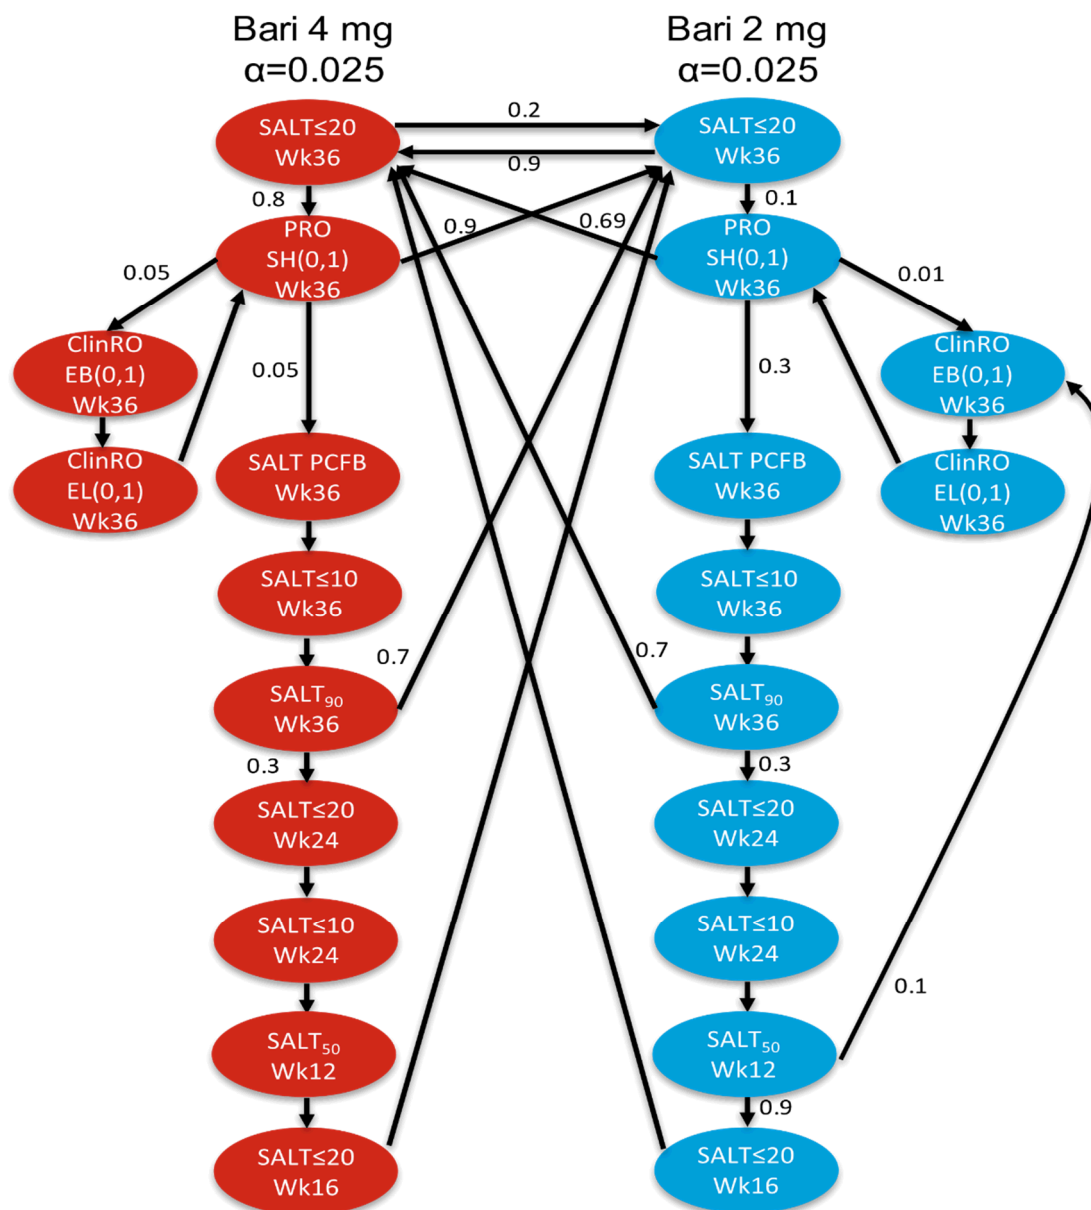 Bari 4 mg
α=0.025
Bari 2 mg
α=0.025
SALT≤20
Wk36
0.2
0.9
SALT≤20
Wk36
0.8
0.1
PRO
SH(0,1)
Wk36
0.9
0.69
PRO
SH(0,1)
Wk36
0.05
0.01
ClinRO
EB(0,1)
Wk36
0.05
0.3
ClinRO
EB(0,1)
Wk36
ClinRO
EL(0,1)
Wk36
SALT PCFB
Wk36
SALT PCFB
Wk36
ClinRO
EL(0,1)
Wk36
SALT≤10
Wk36
SALT≤10
Wk36
0.7
0.7
SALT90
Wk36
SALT90
Wk36
0.3
0.3
SALT≤20
Wk24
SALT≤20
Wk24
SALT≤10
Wk24
SALT≤10
Wk24
0.1
SALT50
Wk12
SALT50
Wk12
0.9
SALT≤20
Wk16
SALT≤20
Wk16